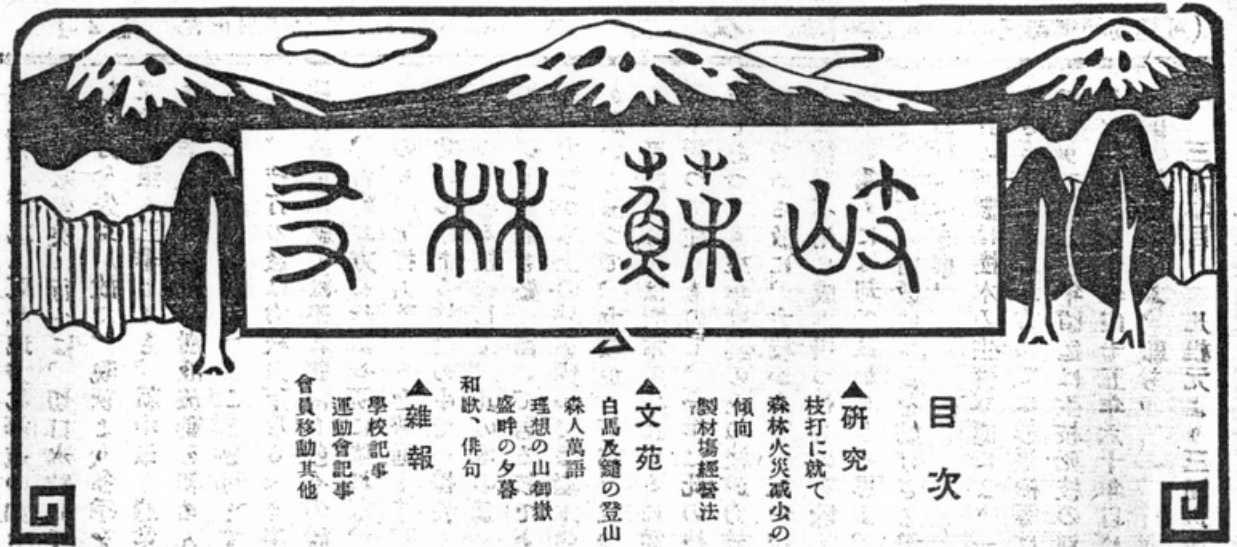 岐蘇林友
目次
▲研究
枝打に就て
森林火災減少の
傾向
製材場經營法
▲文苑
白馬及鑓の登山
森人萬語
理想の山御嶽
盛畔の夕暮
和歌、俳句
▲雜報
學校記事
運動會記事
會員移動其他